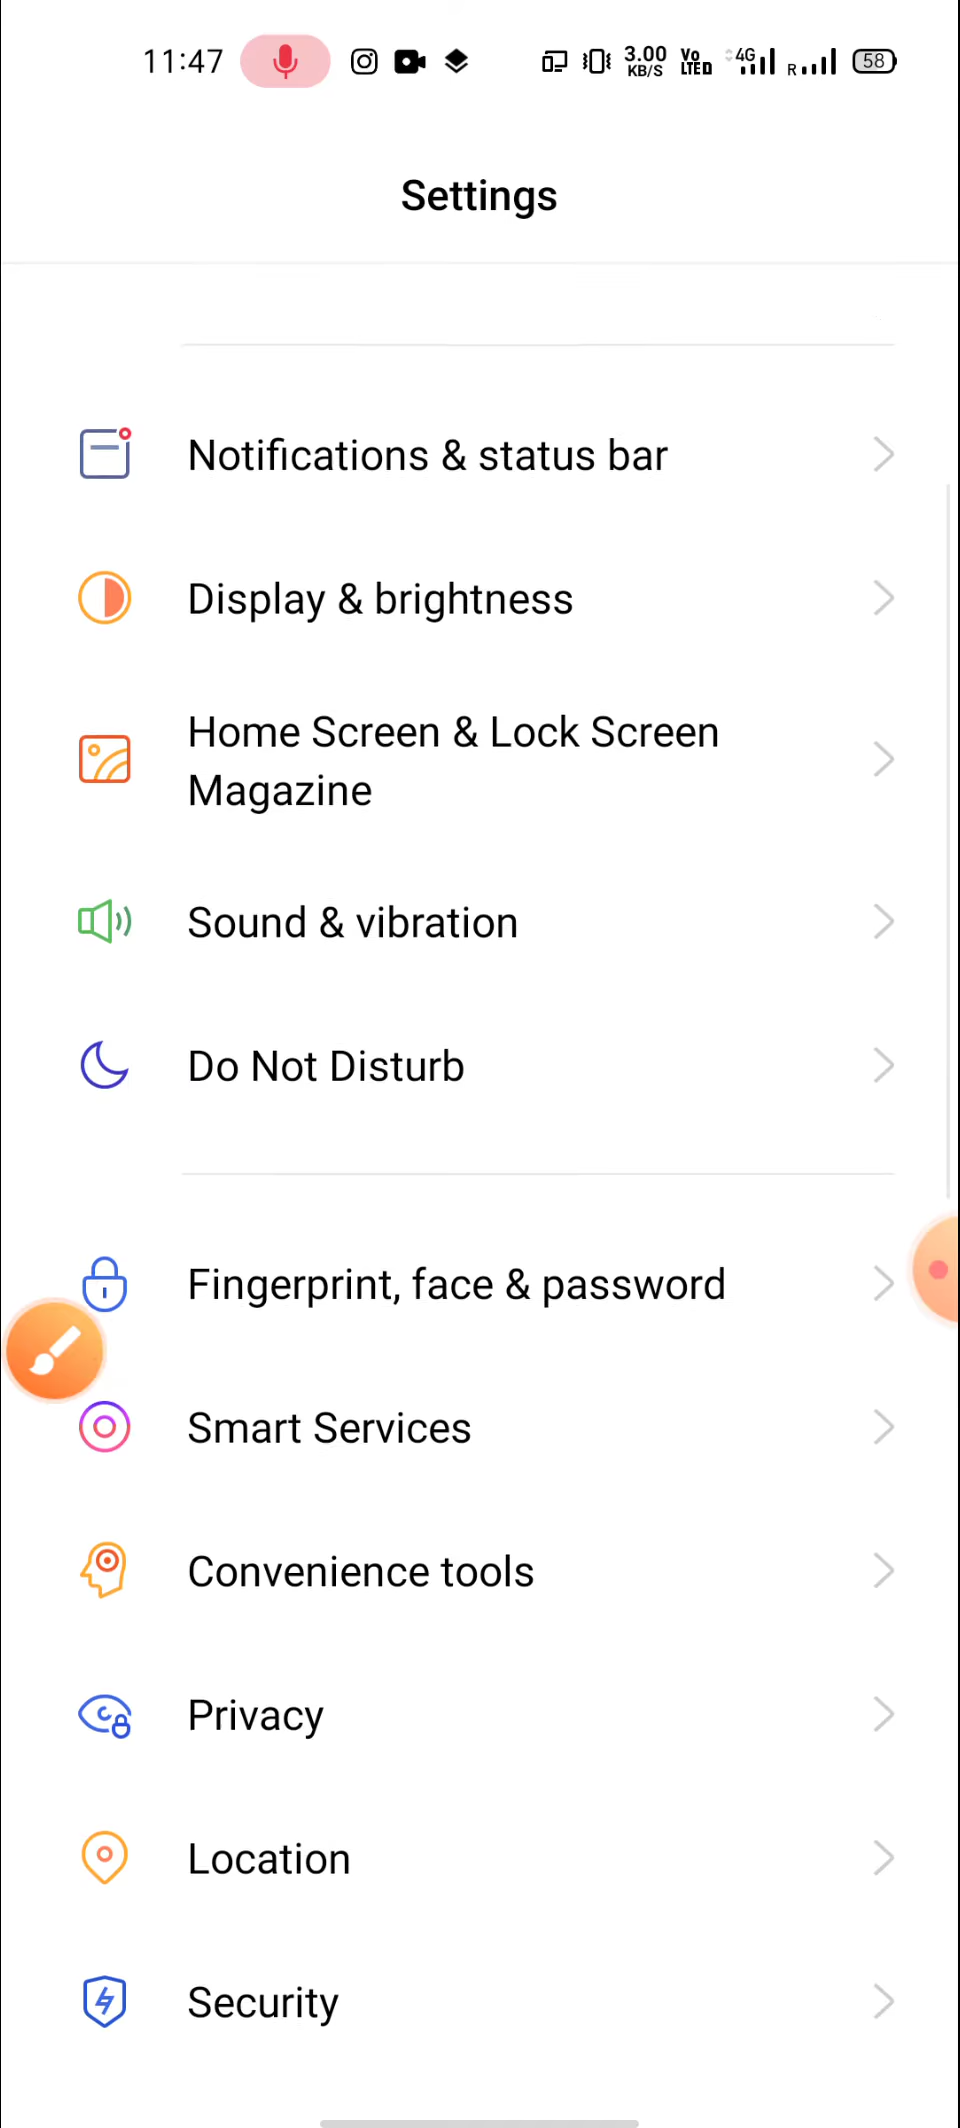 11:47 3.00 KB/S Vo LTED 4G R 58
Settings
Notifications & status bar
Display & brightness
Home Screen & Lock Screen
Magazine
Sound & vibration
Do Not Disturb
Fingerprint, face & password
Smart Services
Convenience tools
Privacy
Location
Security